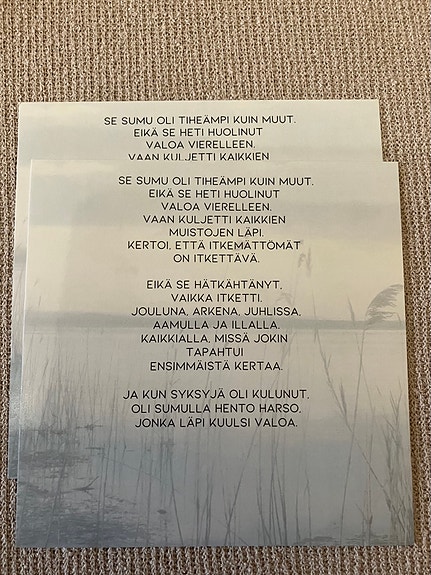 SE SUMU OLI TIHEÄMPI KUIN MUUT.
EIKÄ SE HETI HUOLINUT
VALOA VIERELLEEN.
VAAN KULJETTI KAIKKIEN
SE SUMU OLI TIHEÄMPI KUIN MUUT.
EIKÄ SE HETI HUOLINUT
VALOA VIERELLEEN.
VAAN KULJETTI KAIKKIEN
MUISTOJEN LÄPI.
KERTOI, ETTÄ ITKEMÄTTÖMÄT
ON ITKETTÄVÄ.
EIKÄ SE HÄTKÄHTÄNYT,
VAIKKA ITKETTI.
JOULUNA, ARKENA, JUHLISSA,
AAMULLA JA ILLALLA.
KAIKKIALLA, MISSÄ JOKIN
TAPAHTUI
ENSIMMÄISTÄ KERTAA.
JA KUN SYKSYJÄ OLI KULUNUT,
OLI SUMULLA HENTO HARSO,
JONKA LÄPI KUULSI VALOA.